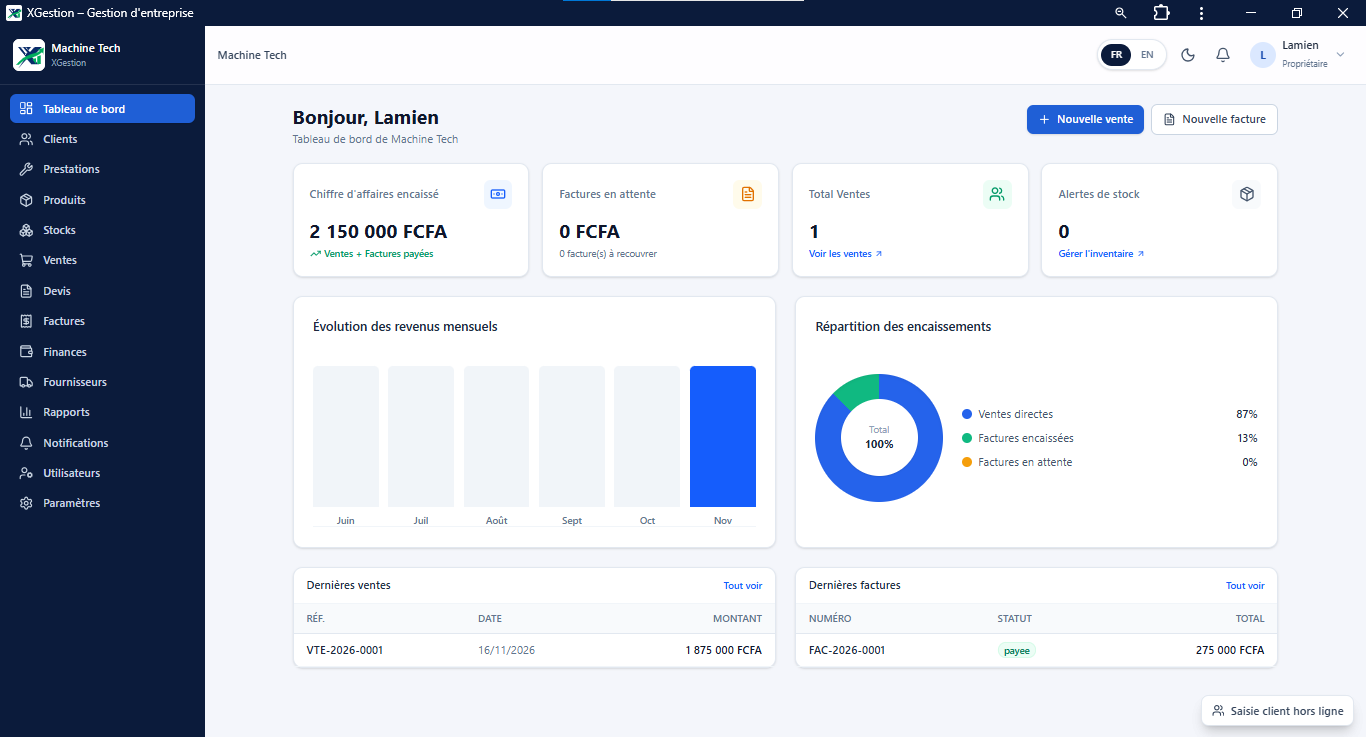 XGestion – Gestion d'entreprise
Machine Tech
XGestion
Tableau de bord
Clients
Prestations
Produits
Stocks
Ventes
Devis
Factures
Finances
Fournisseurs
Rapports
Notifications
Utilisateurs
Paramètres
Machine Tech
FR EN
L
Lamien
Propriétaire
Bonjour, Lamien
Tableau de bord de Machine Tech
+ Nouvelle vente
Nouvelle facture
Chiffre d'affaires encaissé
2 150 000 FCFA
Ventes + Factures payées
Factures en attente
0 FCFA
0 facture(s) à recouvrer
Total Ventes
1
Voir les ventes ↗
Alertes de stock
0
Gérer l'inventaire ↗
Évolution des revenus mensuels
Juin Juil Août Sept Oct Nov
Répartition des encaissements
Total
100%
Ventes directes 87%
Factures encaissées 13%
Factures en attente 0%
Dernières ventes Tout voir
RÉF. DATE MONTANT
VTE-2026-0001 16/11/2026 1 875 000 FCFA
Dernières factures Tout voir
NUMÉRO STATUT TOTAL
FAC-2026-0001 payee 275 000 FCFA
Saisie client hors ligne